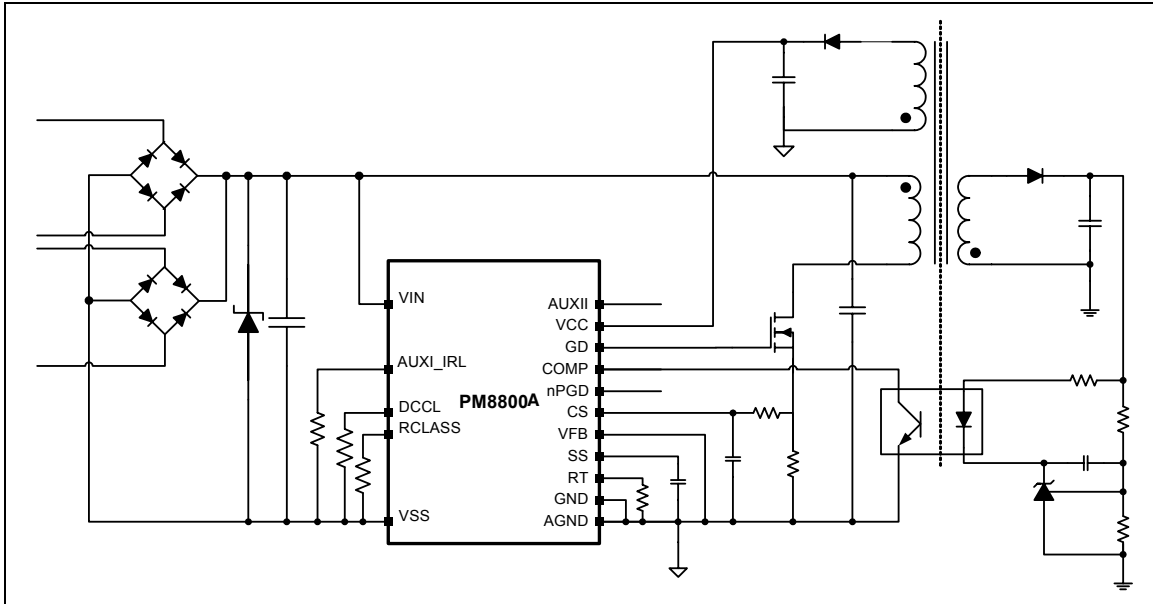 VIN
AUXI_IRL
DCCL
RCLASS
VSS
PM8800A
AUXII
VCC
GD
COMP
nPGD
CS
VFB
SS
RT
GND
AGND